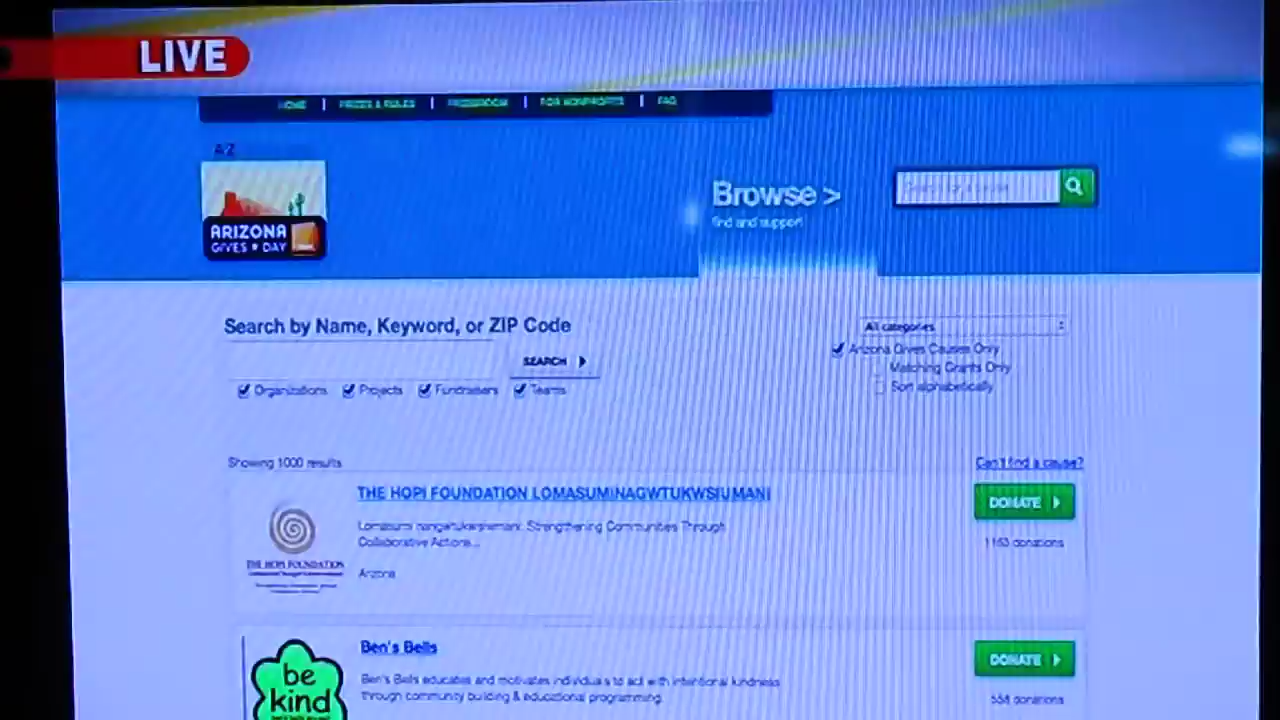 LIVE
HOME | PRIZES & RULES | PRESSROOM | FOR NONPROFITS | FAQ
AZ
ARIZONA
GIVES DAY
Browse >
find and support
Search by Name, Keyword, or ZIP Code
SEARCH
Organizations Projects Fundraisers Teams
All categories
Arizona Gives Causes Only
Matching Grants Only
Sort alphabetically
Showing 1000 results
Can't find a cause?
THE HOPI FOUNDATION LOMASUMINAGWTUKWSIUMANI
DONATE
Strengthening Communities Through
Collaborative Actions...
1163 donations
THE HOPI FOUNDATION
Arizona
Ben's Bells
DONATE
be
kind
Ben's Bells educates and motivates individuals to act with intentional kindness
through community building & educational programming.
558 donations